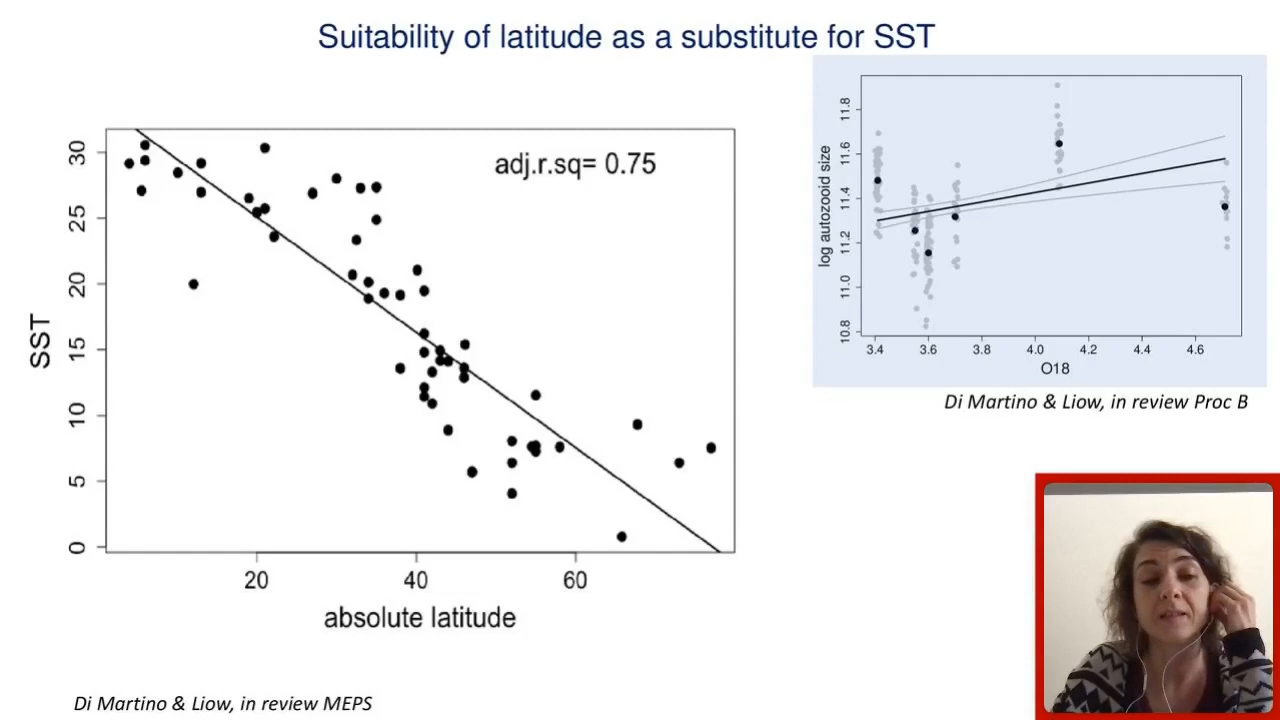 Suitability of latitude as a substitute for SST
adj.r.sq= 0.75
SST
30
25
20
15
10
5
0
20 40 60
absolute latitude
Di Martino & Liow, in review MEPS
log autozooid size
11.8
11.6
11.4
11.2
11.0
10.8
3.4 3.6 3.8 4.0 4.2 4.4 4.6
O18
Di Martino & Liow, in review Proc B